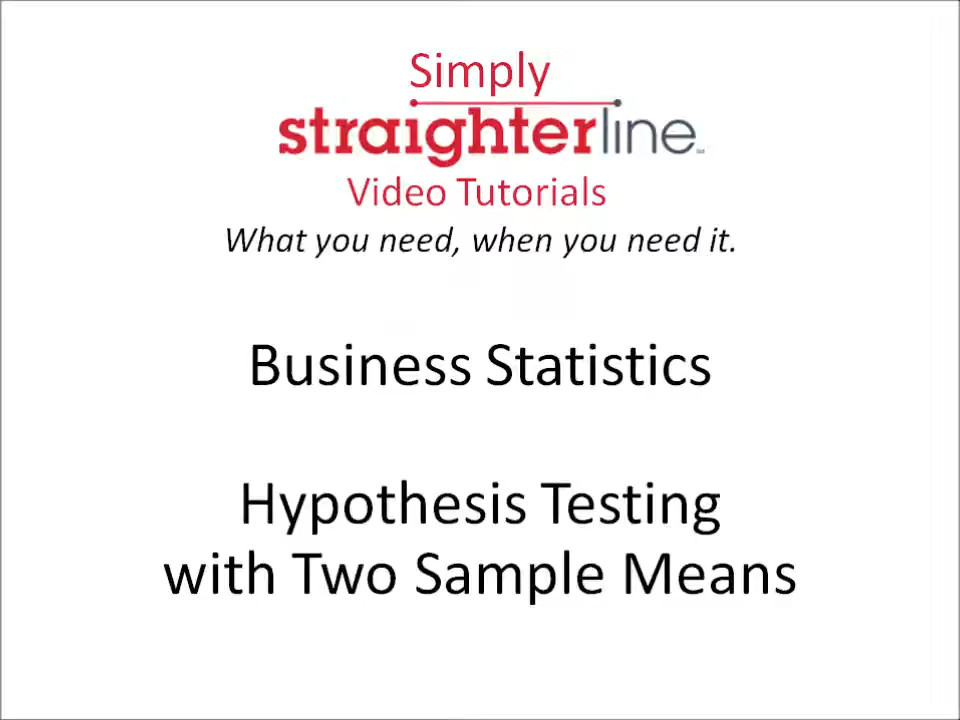 Simply
straighterline
Video Tutorials
What you need, when you need it.
Business Statistics
Hypothesis Testing
with Two Sample Means